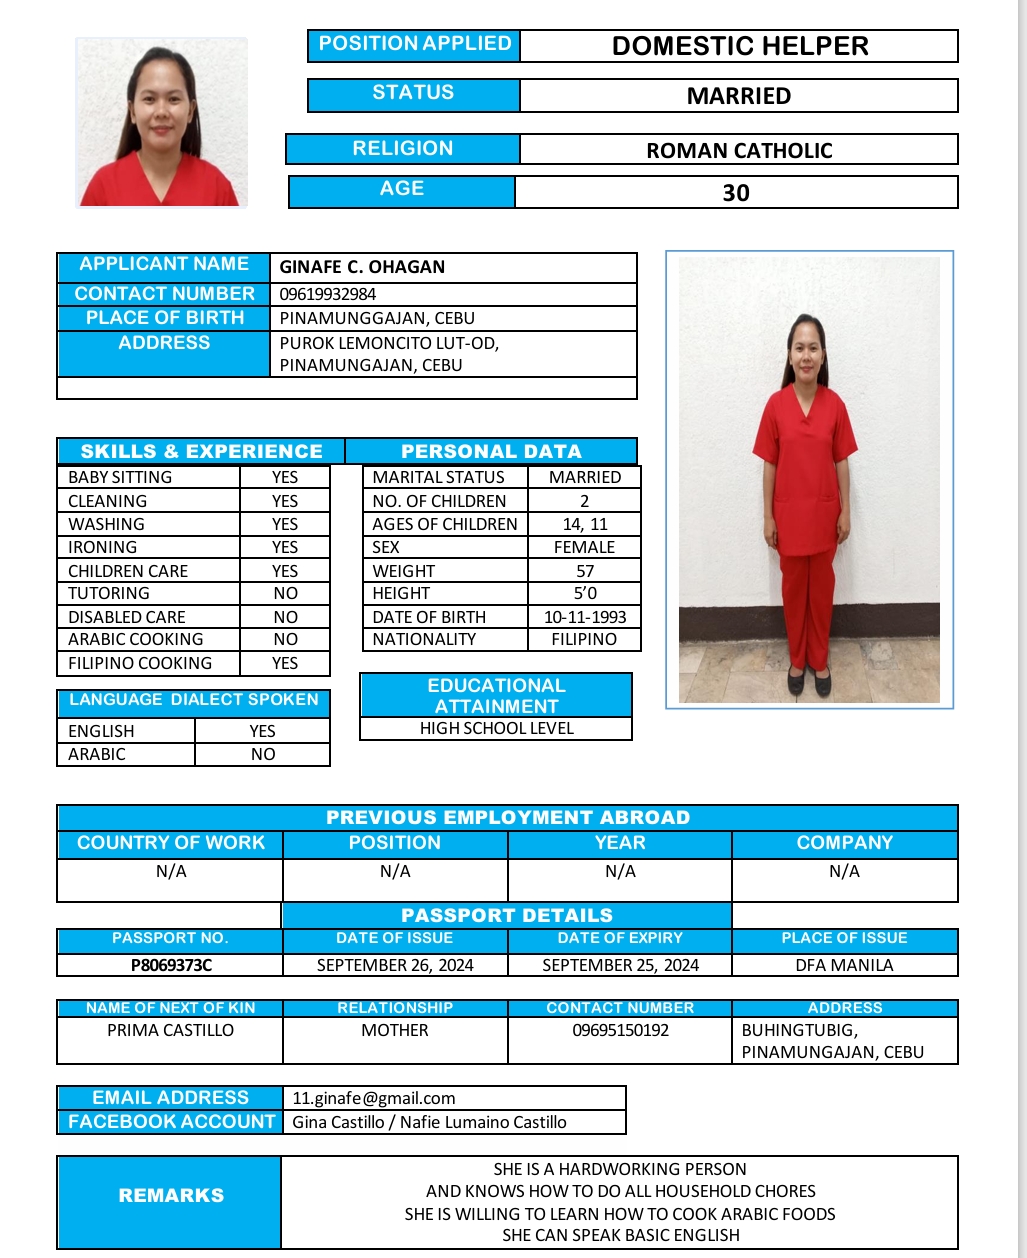 POSITION APPLIED DOMESTIC HELPER
STATUS MARRIED
RELIGION ROMAN CATHOLIC
AGE 30
APPLICANT NAME GINAFE C. OHAGAN
CONTACT NUMBER 09619932984
PLACE OF BIRTH PINAMUNGGAJAN, CEBU
ADDRESS PUROK LEMONCITO LUT-OD,
PINAMUNGAJAN, CEBU
SKILLS & EXPERIENCE PERSONAL DATA
BABY SITTING YES
CLEANING YES
WASHING YES
IRONING YES
CHILDREN CARE YES
TUTORING NO
DISABLED CARE NO
ARABIC COOKING NO
FILIPINO COOKING YES
MARITAL STATUS MARRIED
NO. OF CHILDREN 2
AGES OF CHILDREN 14, 11
SEX FEMALE
WEIGHT 57
HEIGHT 5’0
DATE OF BIRTH 10-11-1993
NATIONALITY FILIPINO
LANGUAGE DIALECT SPOKEN
ENGLISH YES
ARABIC NO
EDUCATIONAL
ATTAINMENT
HIGH SCHOOL LEVEL
PREVIOUS EMPLOYMENT ABROAD
COUNTRY OF WORK POSITION YEAR COMPANY
N/A N/A N/A N/A
PASSPORT DETAILS
PASSPORT NO. DATE OF ISSUE DATE OF EXPIRY PLACE OF ISSUE
P8069373C SEPTEMBER 26, 2024 SEPTEMBER 25, 2024 DFA MANILA
NAME OF NEXT OF KIN RELATIONSHIP CONTACT NUMBER ADDRESS
PRIMA CASTILLO MOTHER 09695150192 BUHINGTUBIG,
PINAMUNGAJAN, CEBU
EMAIL ADDRESS 11.ginafe@gmail.com
FACEBOOK ACCOUNT Gina Castillo / Nafie Lumaino Castillo
REMARKS
SHE IS A HARDWORKING PERSON
AND KNOWS HOW TO DO ALL HOUSEHOLD CHORES
SHE IS WILLING TO LEARN HOW TO COOK ARABIC FOODS
SHE CAN SPEAK BASIC ENGLISH